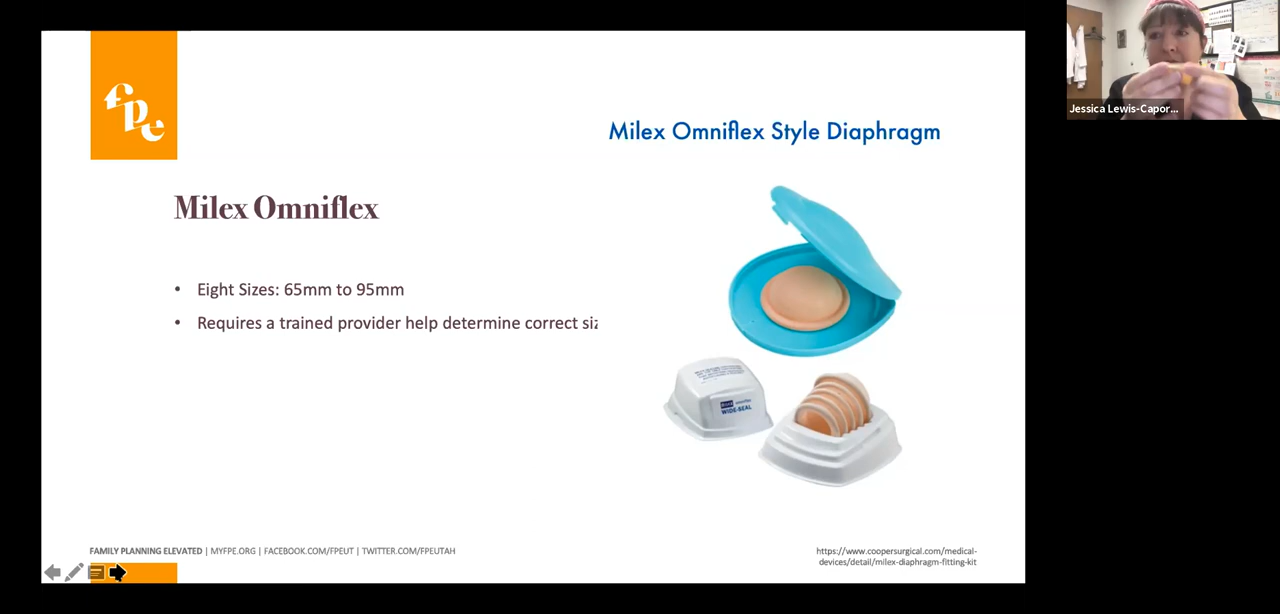 fpe
Milex Omniflex Style Diaphragm
Milex Omniflex
• Eight Sizes: 65mm to 95mm
• Requires a trained provider help determine correct siz
WIDE-SEAL
FAMILY PLANNING ELEVATED | MYFPE.ORG | FACEBOOK.COM/FPEUT | TWITTER.COM/FPEUTAH
https://www.coopersurgical.com/medical-
devices/detail/milex-diaphragm-fitting-kit
Jessica Lewis-Capor...